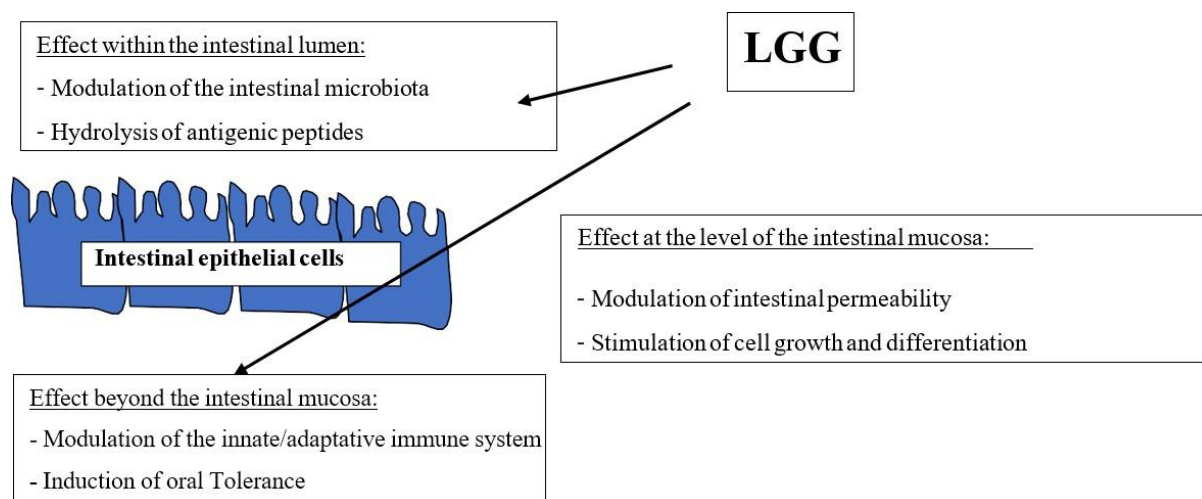 LGG
Effect within the intestinal lumen:
- Modulation of the intestinal microbiota
- Hydrolysis of antigenic peptides
Intestinal epithelial cells
Effect at the level of the intestinal mucosa:
- Modulation of intestinal permeability
- Stimulation of cell growth and differentiation
Effect beyond the intestinal mucosa:
- Modulation of the innate/adaptative immune system
- Induction of oral Tolerance